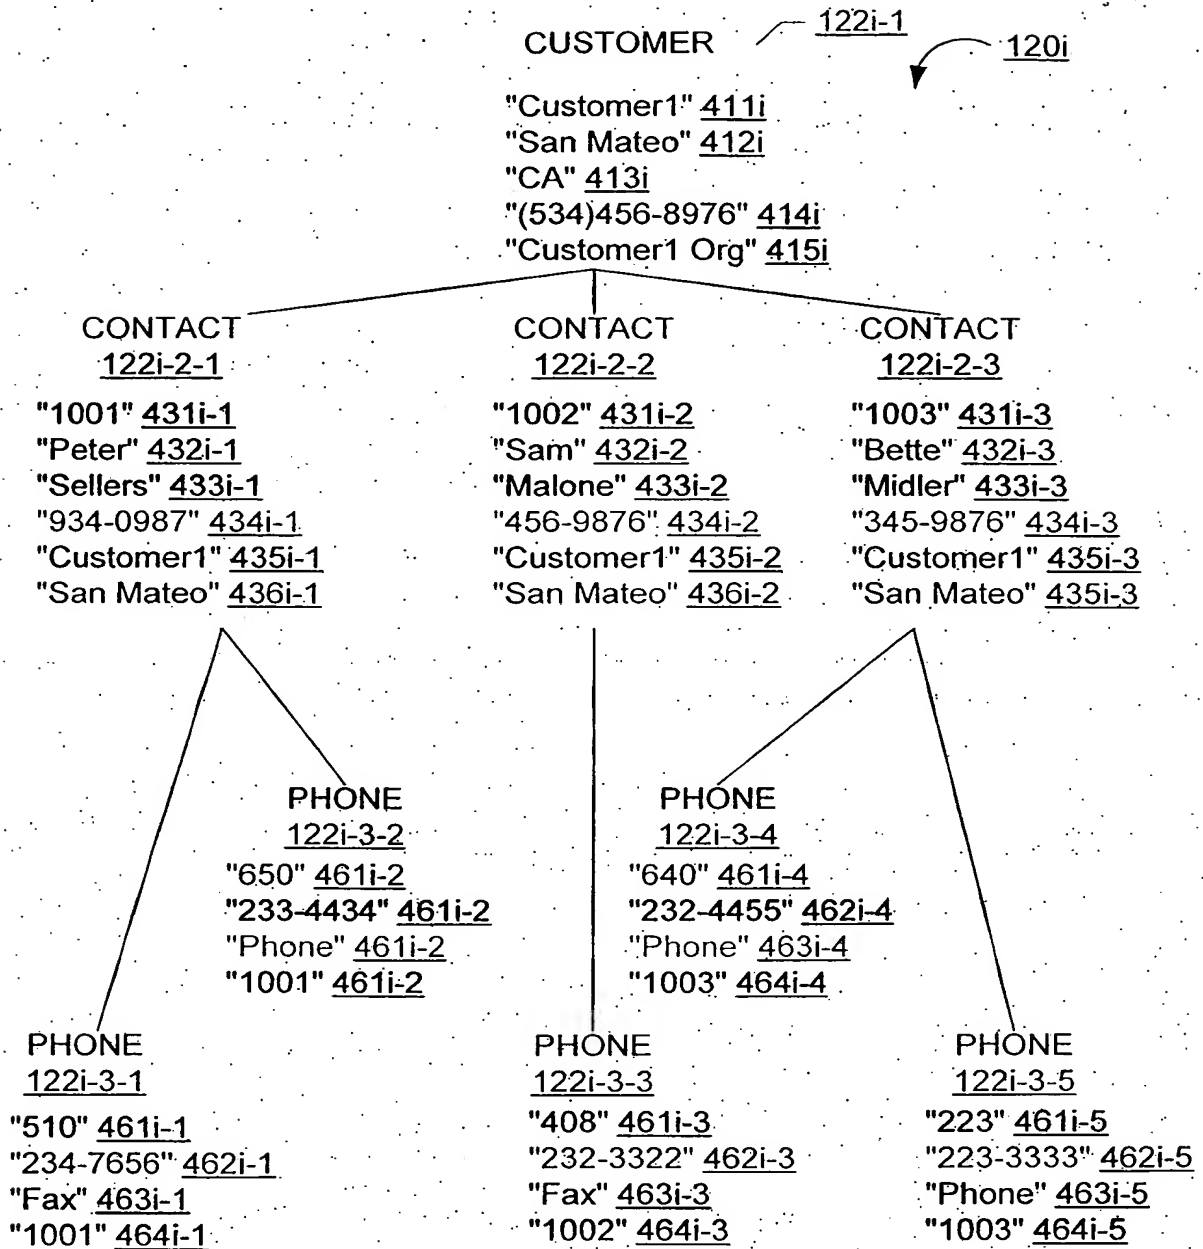 122i-1
CUSTOMER
120i
"Customer1" 411i
"San Mateo" 412i
"CA" 413i
"(534)456-8976" 414i
"Customer1 Org" 415i
CONTACT
122i-2-1
"1001" 431i-1
"Peter" 432i-1
"Sellers" 433i-1
"934-0987" 434i-1
"Customer1" 435i-1
"San Mateo" 436i-1
CONTACT
122i-2-2
"1002" 431i-2
"Sam" 432i-2
"Malone" 433i-2
"456-9876" 434i-2
"Customer1" 435i-2
"San Mateo" 436i-2
CONTACT
122i-2-3
"1003" 431i-3
"Bette" 432i-3
"Midler" 433i-3
"345-9876" 434i-3
"Customer1" 435i-3
"San Mateo" 435i-3
PHONE
122i-3-2
"650" 461i-2
"233-4434" 461i-2
"Phone" 461i-2
"1001" 461i-2
PHONE
122i-3-4
"640" 461i-4
"232-4455" 462i-4
"Phone" 463i-4
"1003" 464i-4
PHONE
122i-3-1
"510" 461i-1
"234-7656" 462i-1
"Fax" 463i-1
"1001" 464i-1
PHONE
122i-3-3
"408" 461i-3
"232-3322" 462i-3
"Fax" 463i-3
"1002" 464i-3
PHONE
122i-3-5
"223" 461i-5
"223-3333" 462i-5
"Phone" 463i-5
"1003" 464i-5